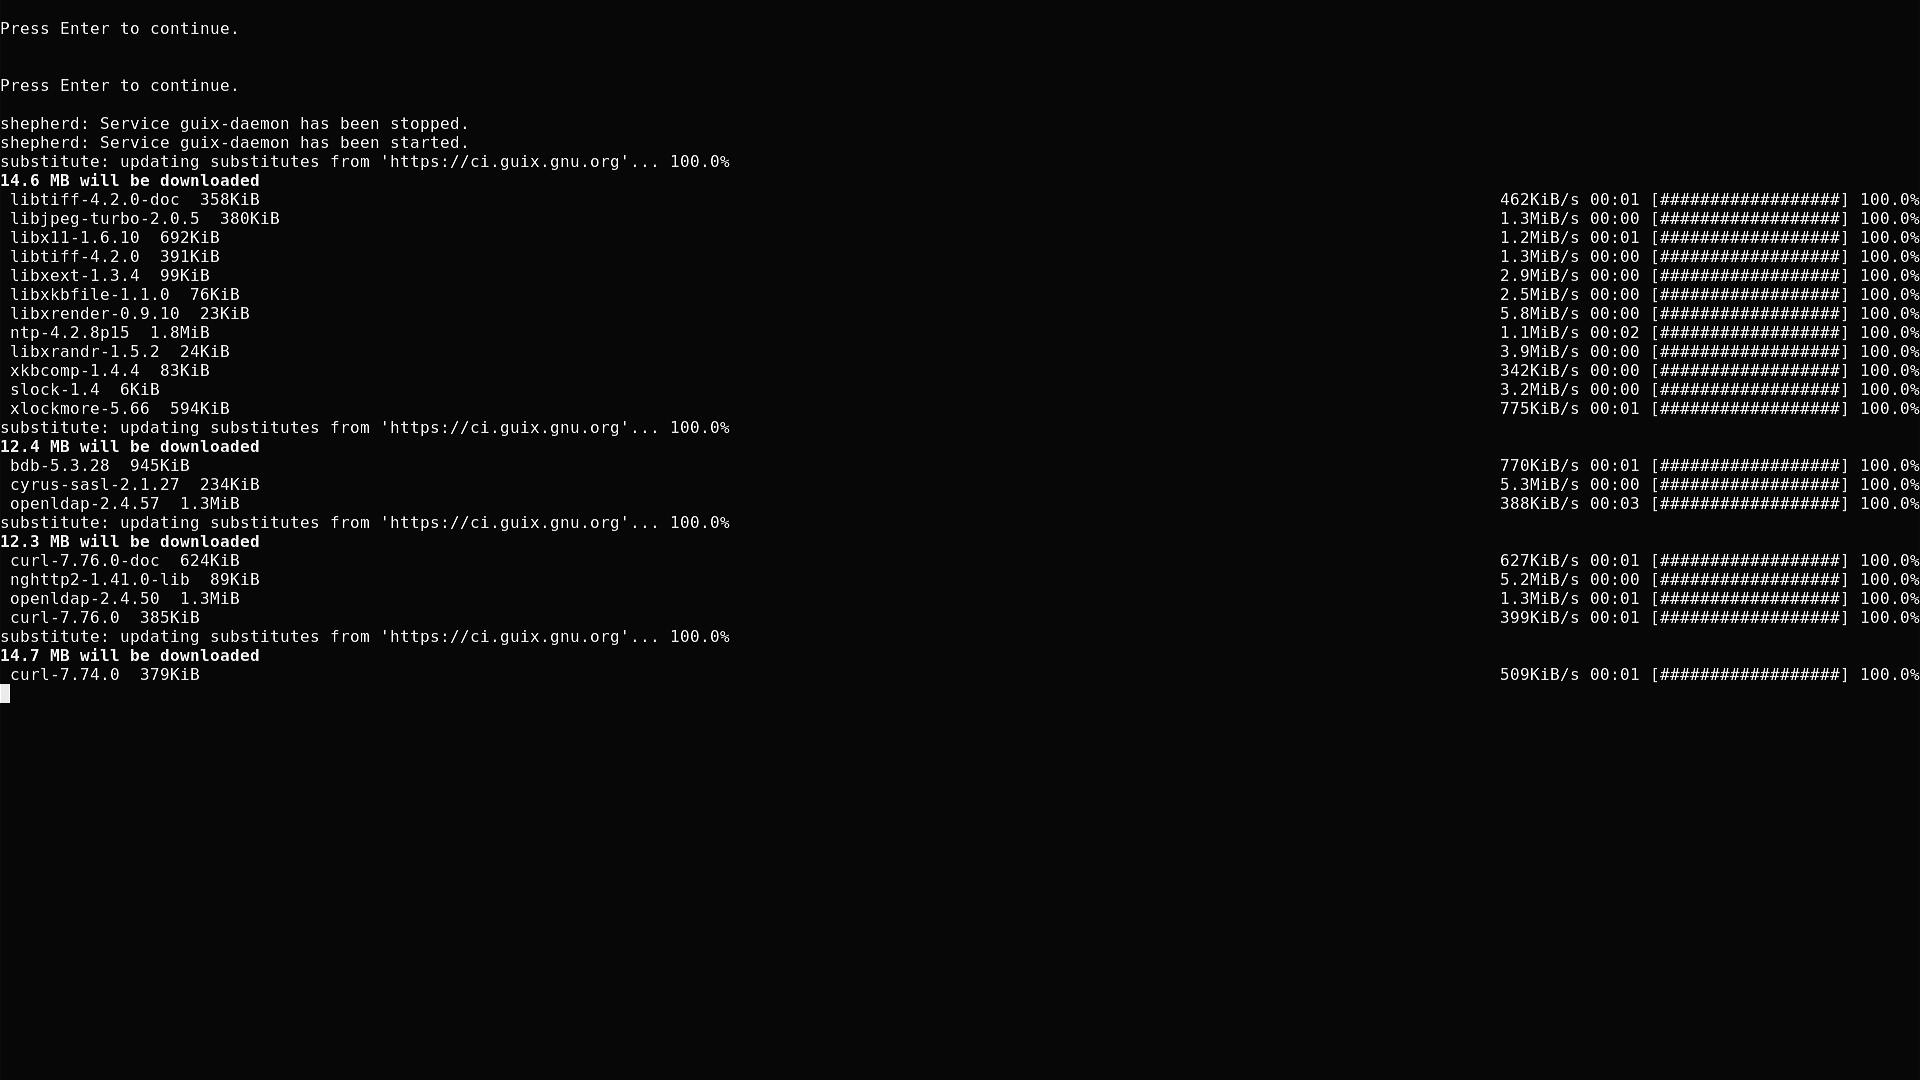 Press Enter to continue.
Press Enter to continue.
shepherd: Service guix-daemon has been stopped.
shepherd: Service guix-daemon has been started.
substitute: updating substitutes from 'https://ci.guix.gnu.org'... 100.0%
14.6 MB will be downloaded
libtiff-4.2.0-doc  358KiB 462KiB/s 00:01 [##################] 100.0%
libjpeg-turbo-2.0.5  380KiB 1.3MiB/s 00:00 [##################] 100.0%
libx11-1.6.10  692KiB 1.2MiB/s 00:01 [##################] 100.0%
libtiff-4.2.0  391KiB 1.3MiB/s 00:00 [##################] 100.0%
libxext-1.3.4  99KiB 2.9MiB/s 00:00 [##################] 100.0%
libxkbfile-1.1.0  76KiB 2.5MiB/s 00:00 [##################] 100.0%
libxrender-0.9.10  23KiB 5.8MiB/s 00:00 [##################] 100.0%
ntp-4.2.8p15  1.8MiB 1.1MiB/s 00:02 [##################] 100.0%
libxrandr-1.5.2  24KiB 3.9MiB/s 00:00 [##################] 100.0%
xkbcomp-1.4.4  83KiB 342KiB/s 00:00 [##################] 100.0%
slock-1.4  6KiB 3.2MiB/s 00:00 [##################] 100.0%
xlockmore-5.66  594KiB 775KiB/s 00:01 [##################] 100.0%
substitute: updating substitutes from 'https://ci.guix.gnu.org'... 100.0%
12.4 MB will be downloaded
bdb-5.3.28  945KiB 770KiB/s 00:01 [##################] 100.0%
cyrus-sasl-2.1.27  234KiB 5.3MiB/s 00:00 [##################] 100.0%
openldap-2.4.57  1.3MiB 388KiB/s 00:03 [##################] 100.0%
substitute: updating substitutes from 'https://ci.guix.gnu.org'... 100.0%
12.3 MB will be downloaded
curl-7.76.0-doc  624KiB 627KiB/s 00:01 [##################] 100.0%
nghttp2-1.41.0-lib  89KiB 5.2MiB/s 00:00 [##################] 100.0%
openldap-2.4.50  1.3MiB 1.3MiB/s 00:01 [##################] 100.0%
curl-7.76.0  385KiB 399KiB/s 00:01 [##################] 100.0%
substitute: updating substitutes from 'https://ci.guix.gnu.org'... 100.0%
14.7 MB will be downloaded
curl-7.74.0  379KiB 509KiB/s 00:01 [##################] 100.0%